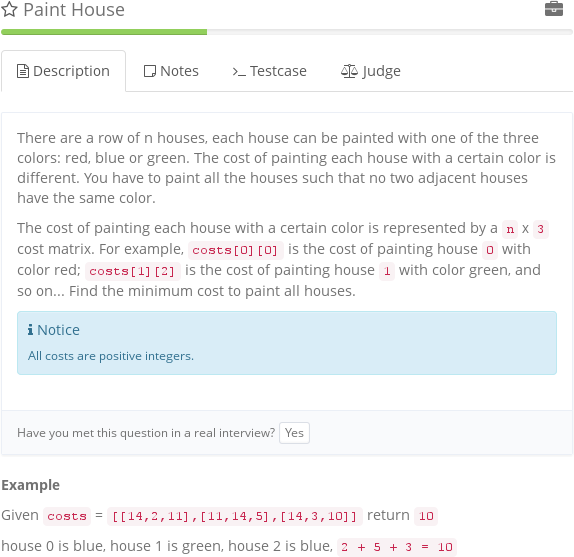 Paint House
Description
Notes
Testcase
Judge
There are a row of n houses, each house can be painted with one of the three
colors: red, blue or green. The cost of painting each house with a certain color is
different. You have to paint all the houses such that no two adjacent houses
have the same color.
The cost of painting each house with a certain color is represented by a n x 3
cost matrix. For example, costs[0][0] is the cost of painting house 0 with
color red; costs[1][2] is the cost of painting house 1 with color green, and
so on... Find the minimum cost to paint all houses.
Notice
All costs are positive integers.
Have you met this question in a real interview? Yes
Example
Given costs = [[14,2,11],[11,14,5],[14,3,10]] return 10
house 0 is blue, house 1 is green, house 2 is blue, 2 + 5 + 3 = 10